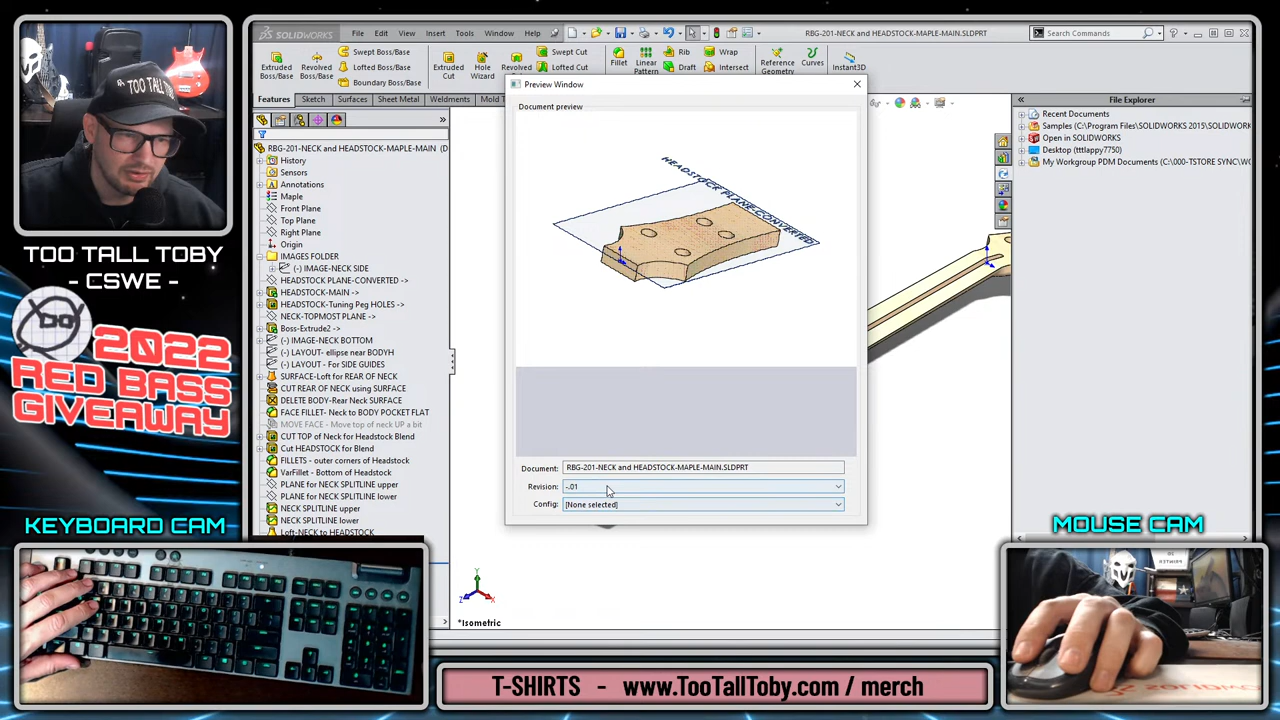 TOO TALL TOBY
- CSWE -
2022
RED BASS
GIVEAWAY
KEYBOARD CAM
SOLIDWORKS
File
Edit
View
Insert
Tools
Window
Help
RBG-201-NECK and HEADSTOCK-MAPLE-MAIN.SLDPRT
Search Commands
Extruded Boss/Base
Revolved Boss/Base
Swept Boss/Base
Lofted Boss/Base
Boundary Boss/Base
Extruded Cut
Hole Wizard
Revolved
Swept Cut
Lofted Cut
Fillet
Linear Pattern
Rib
Draft
Wrap
Intersect
Reference Geometry
Curves
Instant3D
Features
Sketch
Surfaces
Sheet Metal
Weldments
Mold T
RBG-201-NECK and HEADSTOCK-MAPLE-MAIN (D
History
Sensors
Annotations
Maple
Front Plane
Top Plane
Right Plane
Origin
IMAGES FOLDER
(-) IMAGE-NECK SIDE
HEADSTOCK PLANE-CONVERTED ->
HEADSTOCK-MAIN ->
HEADSTOCK-Tuning Peg HOLES ->
NECK-TOPMOST PLANE ->
Boss-Extrude2 ->
(-) IMAGE-NECK BOTTOM
(-) LAYOUT- ellipse near BODYH
(-) LAYOUT - For SIDE GUIDES
SURFACE-Loft for REAR OF NECK
CUT REAR OF NECK using SURFACE
DELETE BODY-Rear Neck SURFACE
FACE FILLET- Neck to BODY POCKET FLAT
MOVE FACE - Move top of neck UP a bit
CUT TOP of Neck for Headstock Blend
Cut HEADSTOCK for Blend
FILLETS - outer corners of Headstock
VarFillet - Bottom of Headstock
PLANE for NECK SPLITLINE upper
PLANE for NECK SPLITLINE lower
NECK SPLITLINE upper
NECK SPLITLINE lower
Loft-NECK to HEADSTOCK
Preview Window
Document preview
HEADSTOCK PLANE-CONVERTED
Document: RBG-201-NECK and HEADSTOCK-MAPLE-MAIN.SLDPRT
Revision: -.01
Config: [None selected]
*Isometric
File Explorer
Recent Documents
Samples (C:\Program Files\SOLIDWORKS 2015\SOLIDWORK
Open in SOLIDWORKS
Desktop (tttlappy7750)
My Workgroup PDM Documents (C:\000-TSTORE SYNC\WC
MOUSE CAM
T-SHIRTS - www.TooTallToby.com / merch